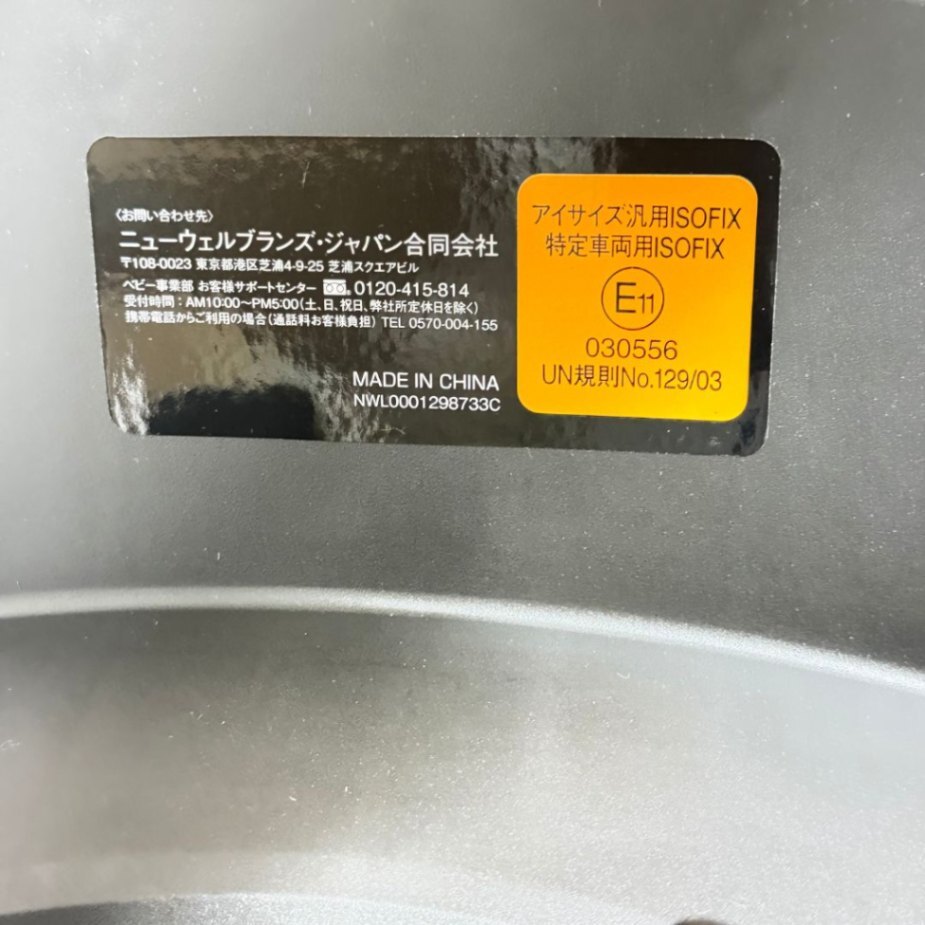 〈お問い合わせ先〉
ニューウェルブランズ・ジャパン合同会社
〒108-0023 東京都港区芝浦4-9-25 芝浦スクエアビル
ベビー事業部 お客様サポートセンター 0120-415-814
受付時間：AM10:00〜PM5:00(土、日、祝日、弊社所定休日を除く)
携帯電話からご利用の場合(通話料お客様負担) TEL 0570-004-155
MADE IN CHINA
NWL0001298733C
アイサイズ汎用ISOFIX
特定車両用ISOFIX
E11
030556
UN規則No.129/03